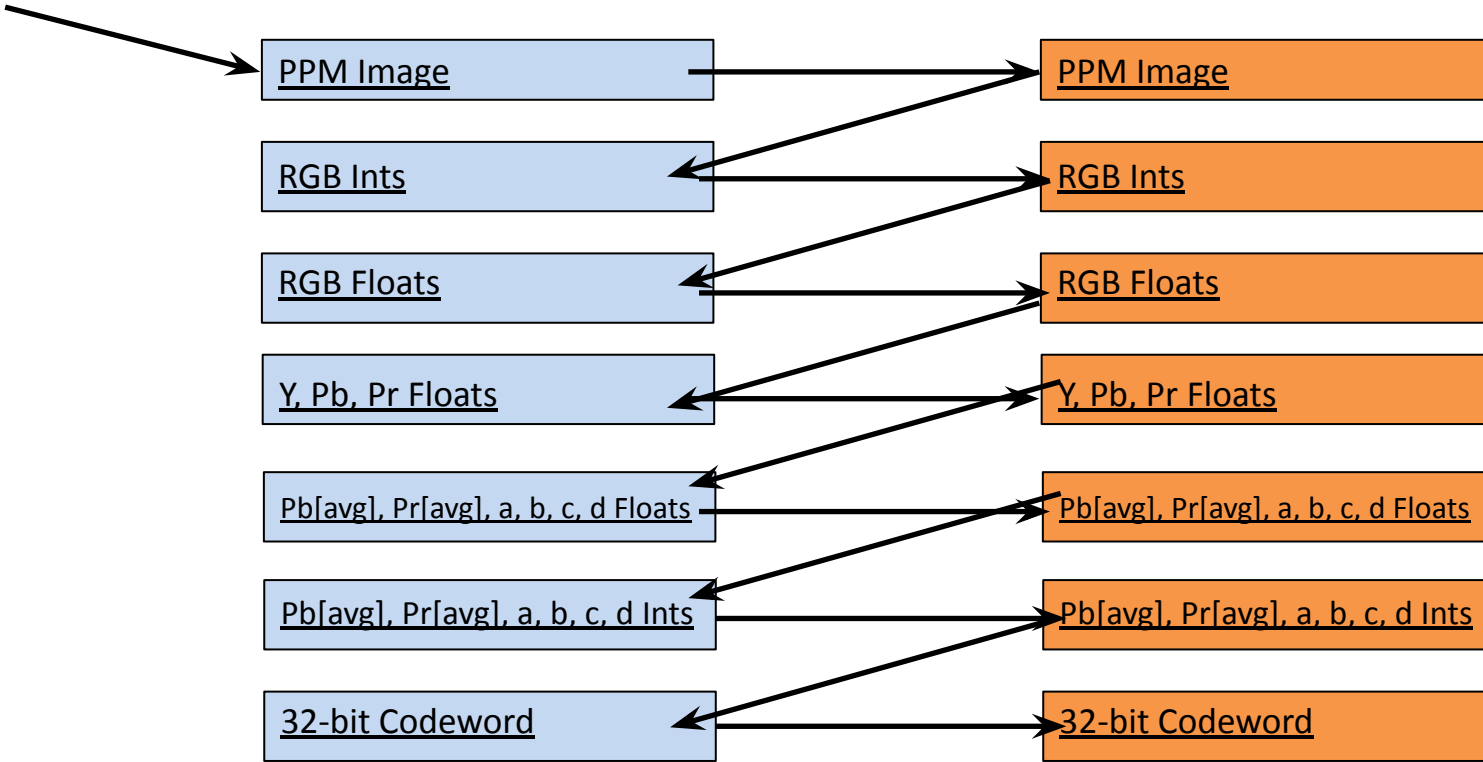 PPM Image
PPM Image
RGB Ints
RGB Ints
RGB Floats
RGB Floats
Y, Pb, Pr Floats
Y, Pb, Pr Floats
Pb[avg], Pr[avg], a, b, c, d Floats
Pb[avg], Pr[avg], a, b, c, d Floats
Pb[avg], Pr[avg], a, b, c, d Ints
Pb[avg], Pr[avg], a, b, c, d Ints
32-bit Codeword
32-bit Codeword